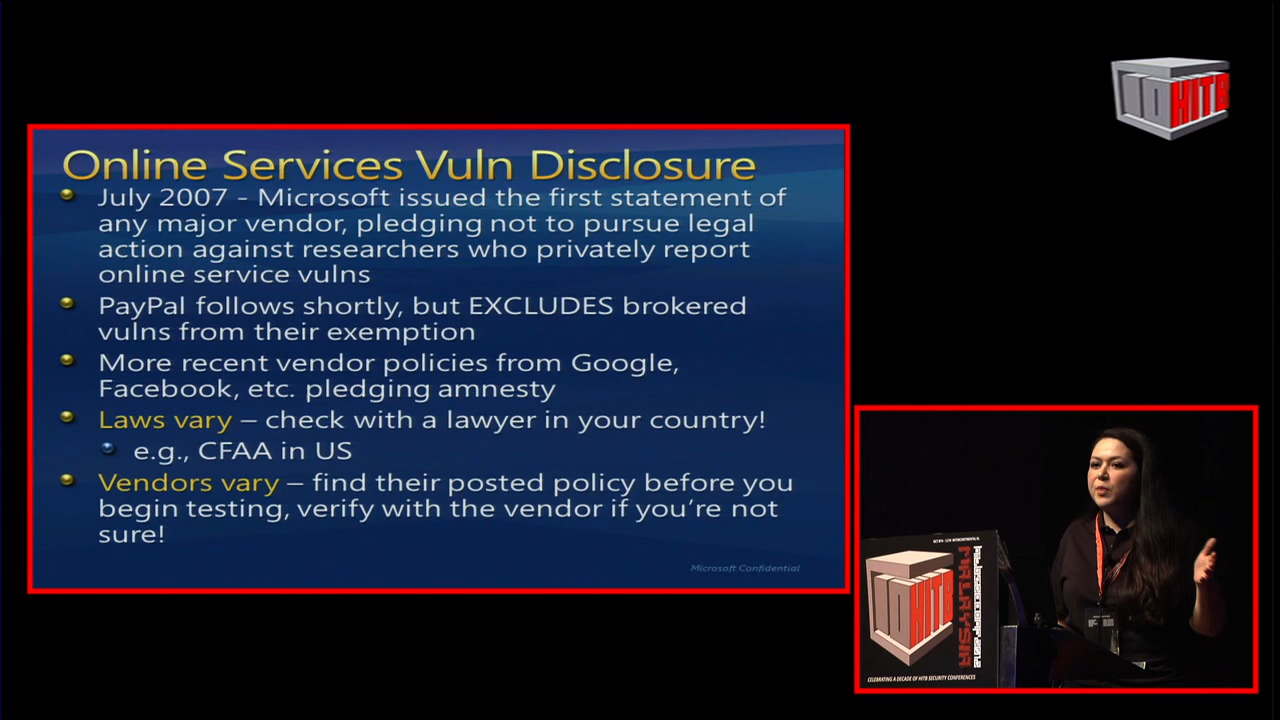 10 HITB
Online Services Vuln Disclosure
July 2007 - Microsoft issued the first statement of
any major vendor, pledging not to pursue legal
action against researchers who privately report
online service vulns
PayPal follows shortly, but EXCLUDES brokered
vulns from their exemption
More recent vendor policies from Google,
Facebook, etc. pledging amnesty
Laws vary – check with a lawyer in your country!
e.g., CFAA in US
Vendors vary – find their posted policy before you
begin testing, verify with the vendor if you’re not
sure!
Microsoft Confidential
10 HITB
MALAYSIA
CELEBRATING A DECADE OF HITB SECURITY CONFERENCES